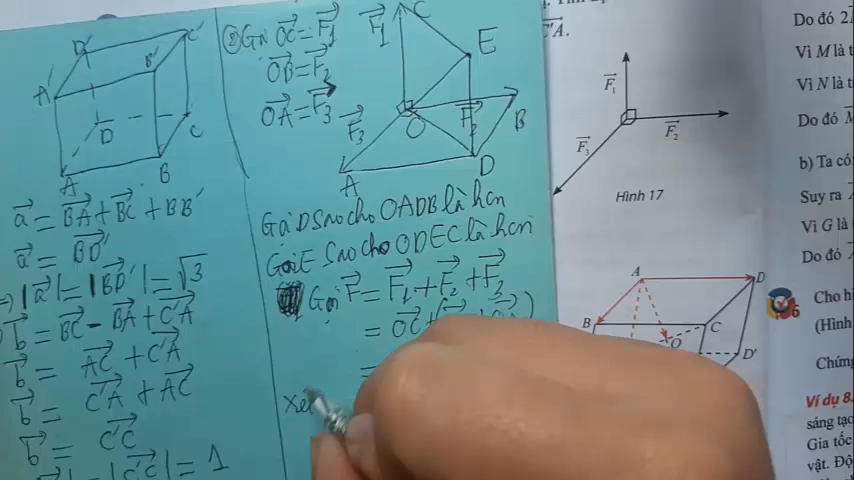 D'
C'
A'
B'
D
C
A
B
a⃗ = BA⃗ + BC⃗ + BB'
a⃗ = BD'⃗
=> |a⃗| = |BD'⃗| = √3
b⃗ = BC⃗ - BA⃗ + C'A⃗
b⃗ = AC⃗ + C'A⃗
b⃗ = C'A⃗ + AC⃗
b⃗ = C'C⃗
|C'C⃗| = 1
② Gọi OC⃗ = F₁⃗
OB⃗ = F₂⃗
OA⃗ = F₃⃗
F₁⃗
C
E
F₃⃗
O
F₂⃗
B
A
D
Gọi D sao cho OADB là hcn
Gọi E sao cho ODEC là hcn
Gọi F⃗ = F₁⃗ + F₂⃗ + F₃⃗
= OC⃗ + (
=
C'A⃗.
F₁⃗
F₂⃗
F₃⃗
Hình 17
A
D
B
C
O
D'
Do đó
Vì M là t
Vì N là t
Do đó
b) Ta có
Suy ra
Vì G là
Do đó
6
Cho hì
(Hình
Chứng
Ví dụ 8.
sáng tạo
Gia tốc
vật. Độ